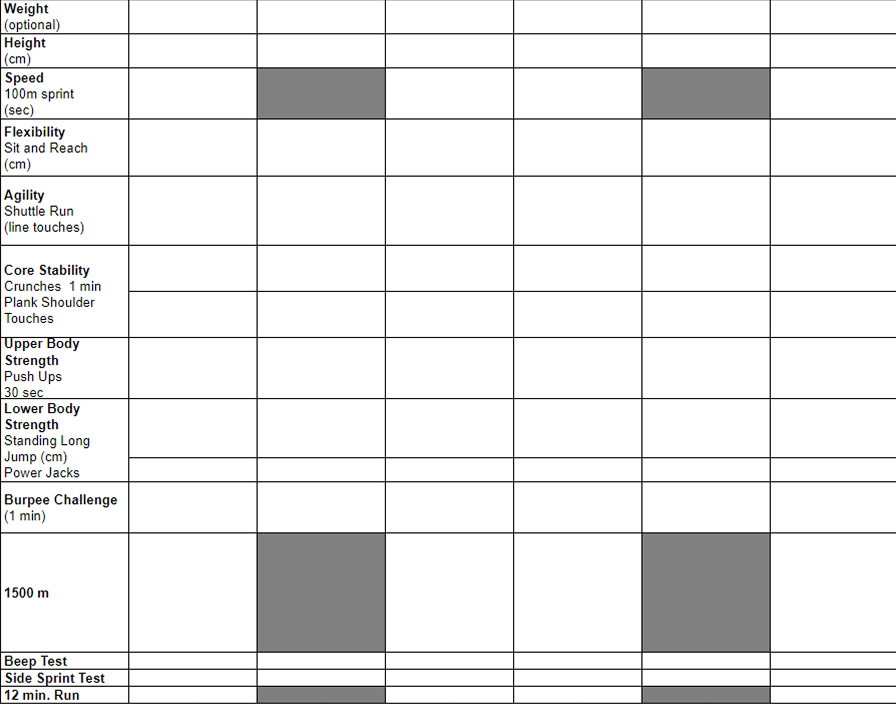 Weight
(optional)
Height
(cm)
Speed
100m sprint
(sec)
Flexibility
Sit and Reach
(cm)
Agility
Shuttle Run
(line touches)
Core Stability
Crunches 1 min
Plank Shoulder
Touches
Upper Body
Strength
Push Ups
30 sec
Lower Body
Strength
Standing Long
Jump (cm)
Power Jacks
Burpee Challenge
(1 min)
1500 m
Beep Test
Side Sprint Test
12 min. Run